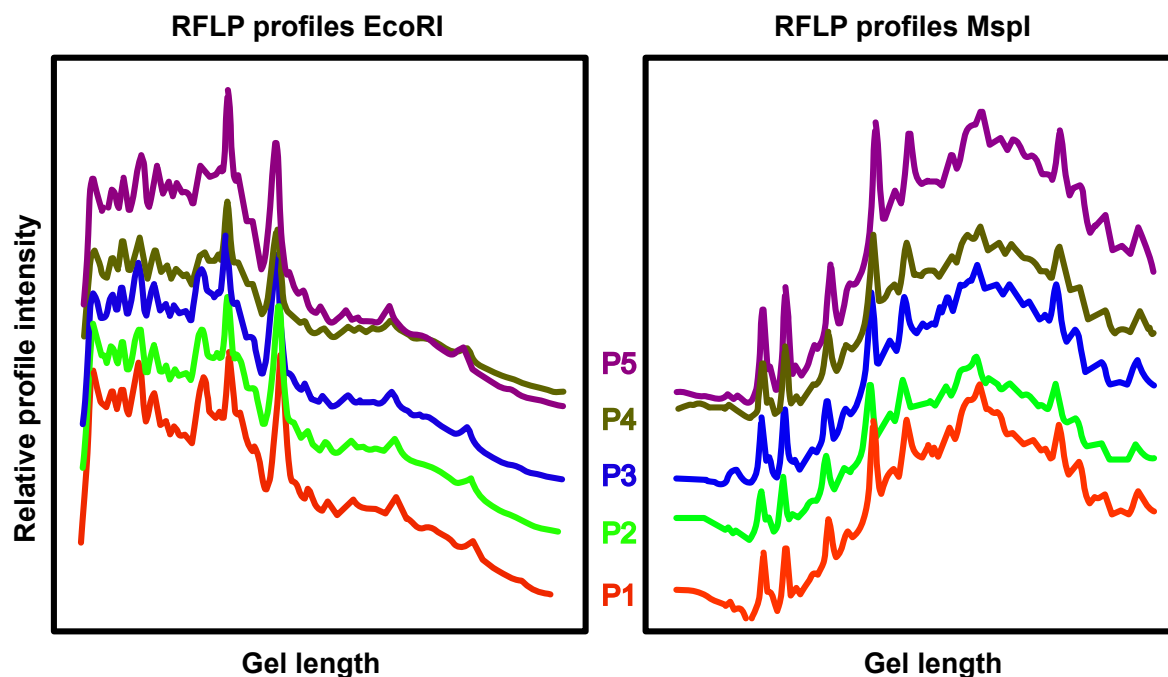 RFLP profiles EcoRI
RFLP profiles MspI
Relative profile intensity
P5
P4
P3
P2
P1
Gel length
Gel length